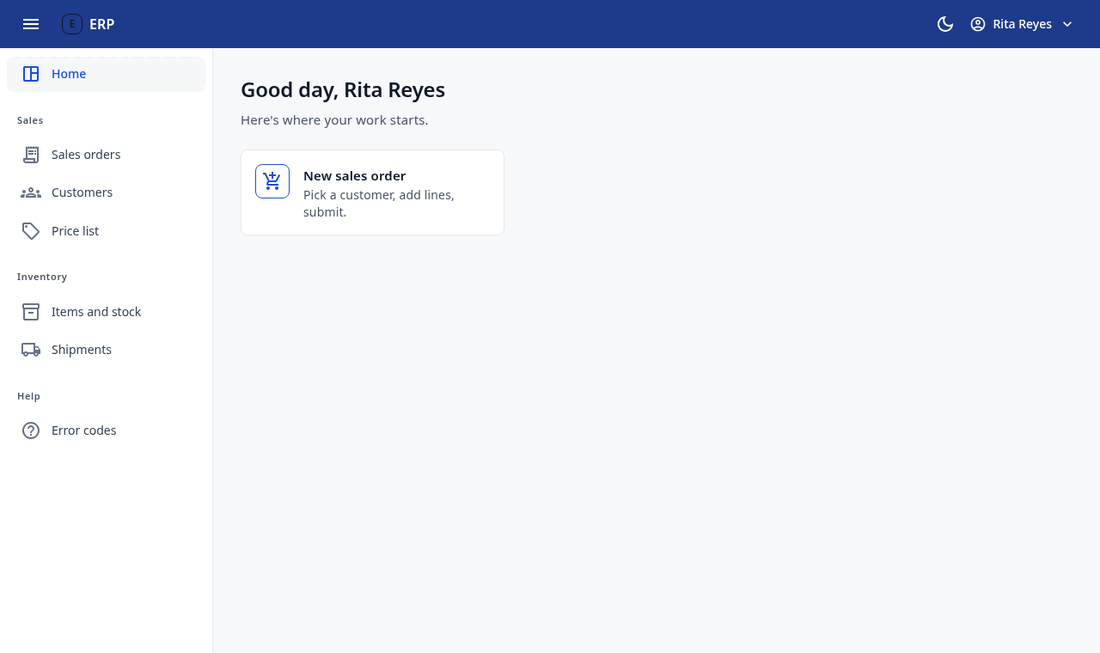 E ERP
Rita Reyes
Home
Sales
Sales orders
Customers
Price list
Inventory
Items and stock
Shipments
Help
Error codes
Good day, Rita Reyes
Here's where your work starts.
New sales order
Pick a customer, add lines,
submit.